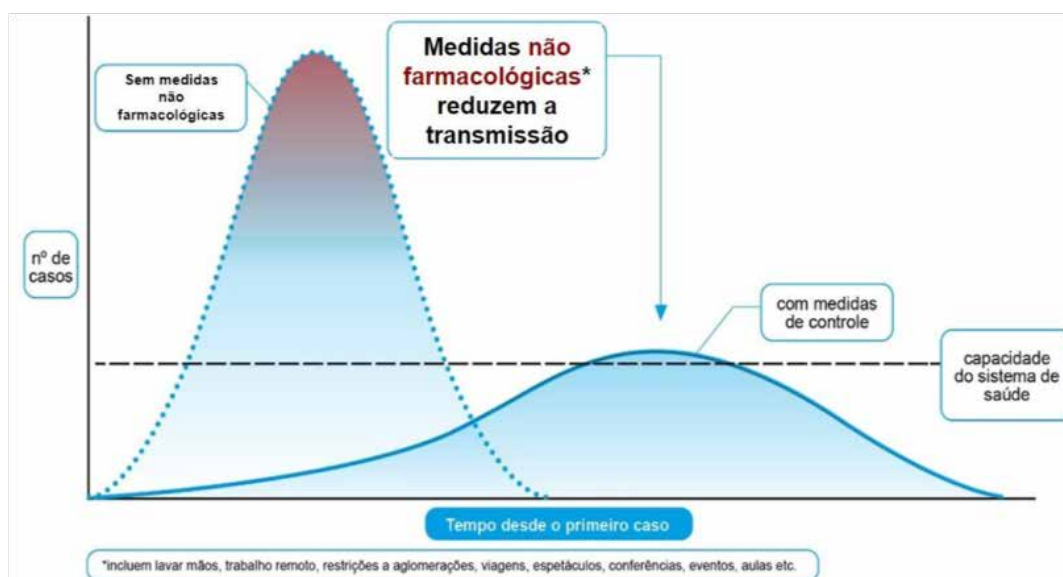 Sem medidas
não
farmacológicas
Medidas não
farmacológicas*
reduzem a
transmissão
nº de
casos
com medidas
de controle
capacidade
do sistema de
saúde
Tempo desde o primeiro caso
*incluem lavar mãos, trabalho remoto, restrições a aglomerações, viagens, espetáculos, conferências, eventos, aulas etc.